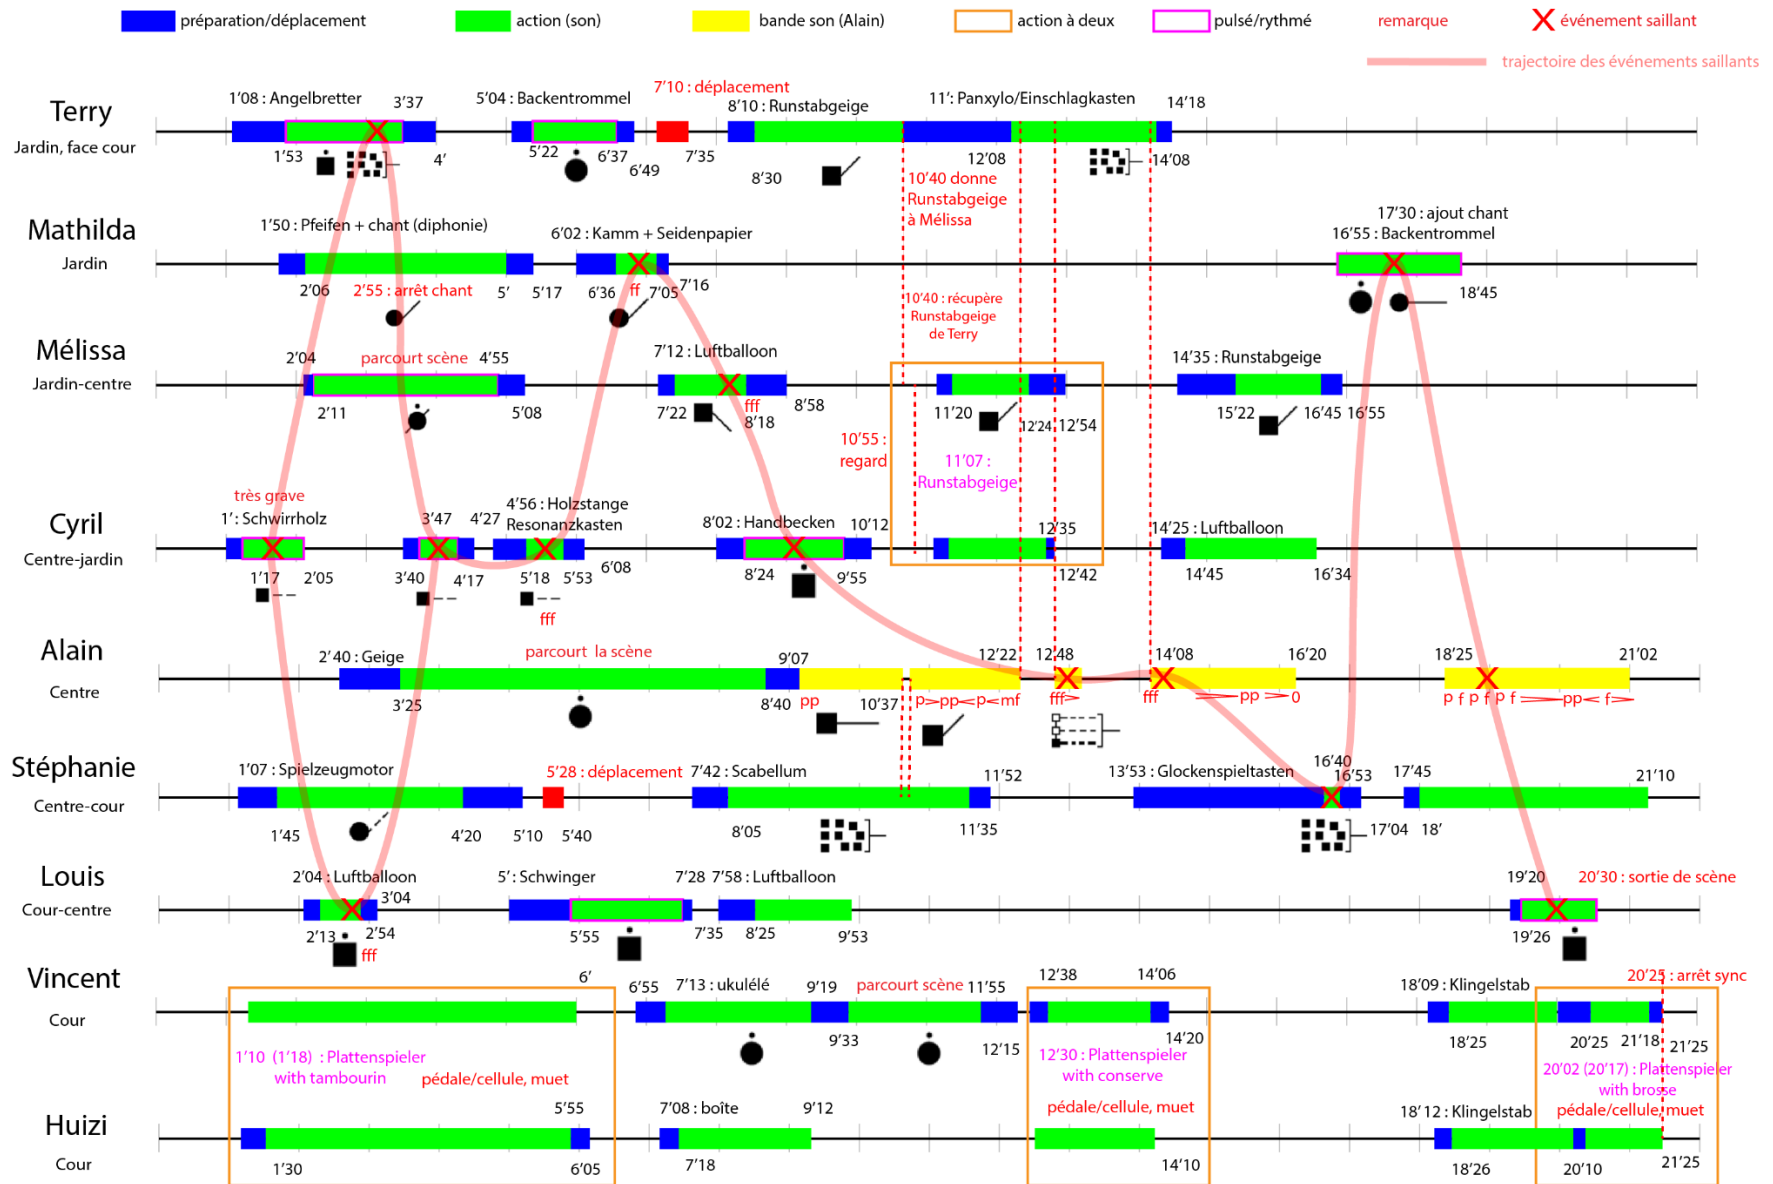 préparation/déplacement
action (son)
bande son (Alain)
action à deux
pulsé/rythmé
remarque
événement saillant
trajectoire des événements saillants
Terry
Jardin, face cour
1'08 : Angelbretter
3'37
5'04 : Backentrommel
7'10 : déplacement
8'10 : Runstabgeige
11': Panxylo/Einschlagkasten
14'18
1'53
4'
5'22
6'37
6'49
7'35
8'30
12'08
14'08
10'40 donne
Runstabgeige
à Mélissa
Mathilda
Jardin
1'50 : Pfeifen + chant (diphonie)
6'02 : Kamm + Seidenpapier
17'30 : ajout chant
16'55 : Backentrommel
2'06
2'55 : arrêt chant
5'
5'17
6'36
ff
7'05
7'16
18'45
10'40 : récupère
Runstabgeige
de Terry
Mélissa
Jardin-centre
2'04
parcourt scène
4'55
7'12 : Luftballoon
14'35 : Runstabgeige
2'11
5'08
7'22
fff
8'18
8'58
11'20
12'24
12'54
15'22
16'45
16'55
10'55 :
regard
11'07 :
Runstabgeige
Cyril
Centre-jardin
très grave
1' : Schwirrholz
3'47
4'27
4'56 : Holzstange
Resonanzkasten
8'02 : Handbecken
10'12
12'35
14'25 : Luftballoon
1'17
2'05
3'40
4'17
5'18
5'53
6'08
fff
8'24
9'55
12'42
14'45
16'34
Alain
Centre
2'40 : Geige
parcourt la scène
9'07
12'22
12'48
14'08
16'20
18'25
21'02
3'25
8'40
pp
10'37
p>pp<p<mf
fff>
fff
> pp > 0
p f p f p f > pp < f >
Stéphanie
Centre-cour
1'07 : Spielzeugmotor
5'28 : déplacement
7'42 : Scabellum
11'52
13'53 : Glockenspieltasten
16'40
16'53
17'45
21'10
1'45
4'20
5'10
5'40
8'05
11'35
17'04
18'
Louis
Cour-centre
2'04 : Luftballoon
3'04
5' : Schwinger
7'28
7'58 : Luftballoon
19'20
20'30 : sortie de scène
2'13
2'54
fff
5'55
7'35
8'25
9'53
19'26
Vincent
Cour
6'
6'55
7'13 : ukulélé
9'19
parcourt scène
11'55
12'38
14'06
18'09 : Klingelstab
20'25 : arrêt sync
9'33
12'15
14'20
18'25
20'25
21'18
21'25
1'10 (1'18) : Plattenspieler
with tambourin
pédale/cellule, muet
12'30 : Plattenspieler
with conserve
pédale/cellule, muet
20'02 (20'17) : Plattenspieler
with brosse
pédale/cellule, muet
Huizi
Cour
5'55
7'08 : boîte
9'12
18'12 : Klingelstab
1'30
6'05
7'18
14'10
18'26
20'10
21'25